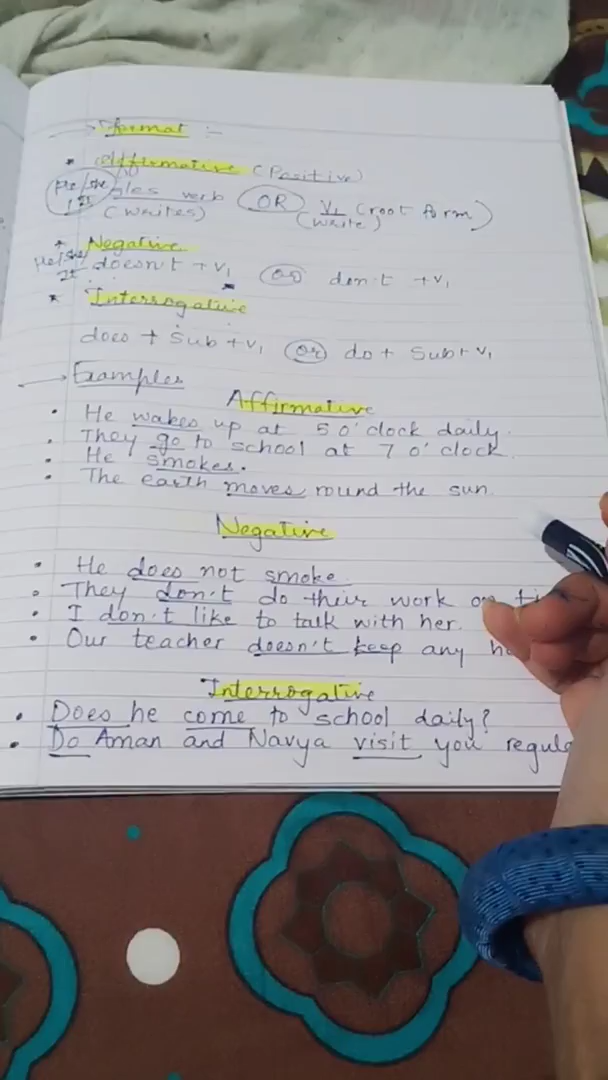 → Format :-
* Affirmative (Positive)
He/she
It
s/es verb OR V1 (root form)
(writes) (write)
* Negative
He/she
It doesn't + V1 OR don't + V1
* Interrogative
does + Sub + V1 OR do + Sub + V1
→ Examples
Affirmative
• He wakes up at 5 o'clock daily.
• They go to school at 7 o'clock.
• He smokes.
• The earth moves round the sun.
Negative
• He does not smoke.
• They don't do their work on
• I don't like to talk with her.
• Our teacher doesn't keep any
Interrogative
• Does he come to school daily?
• Do Aman and Navya visit you